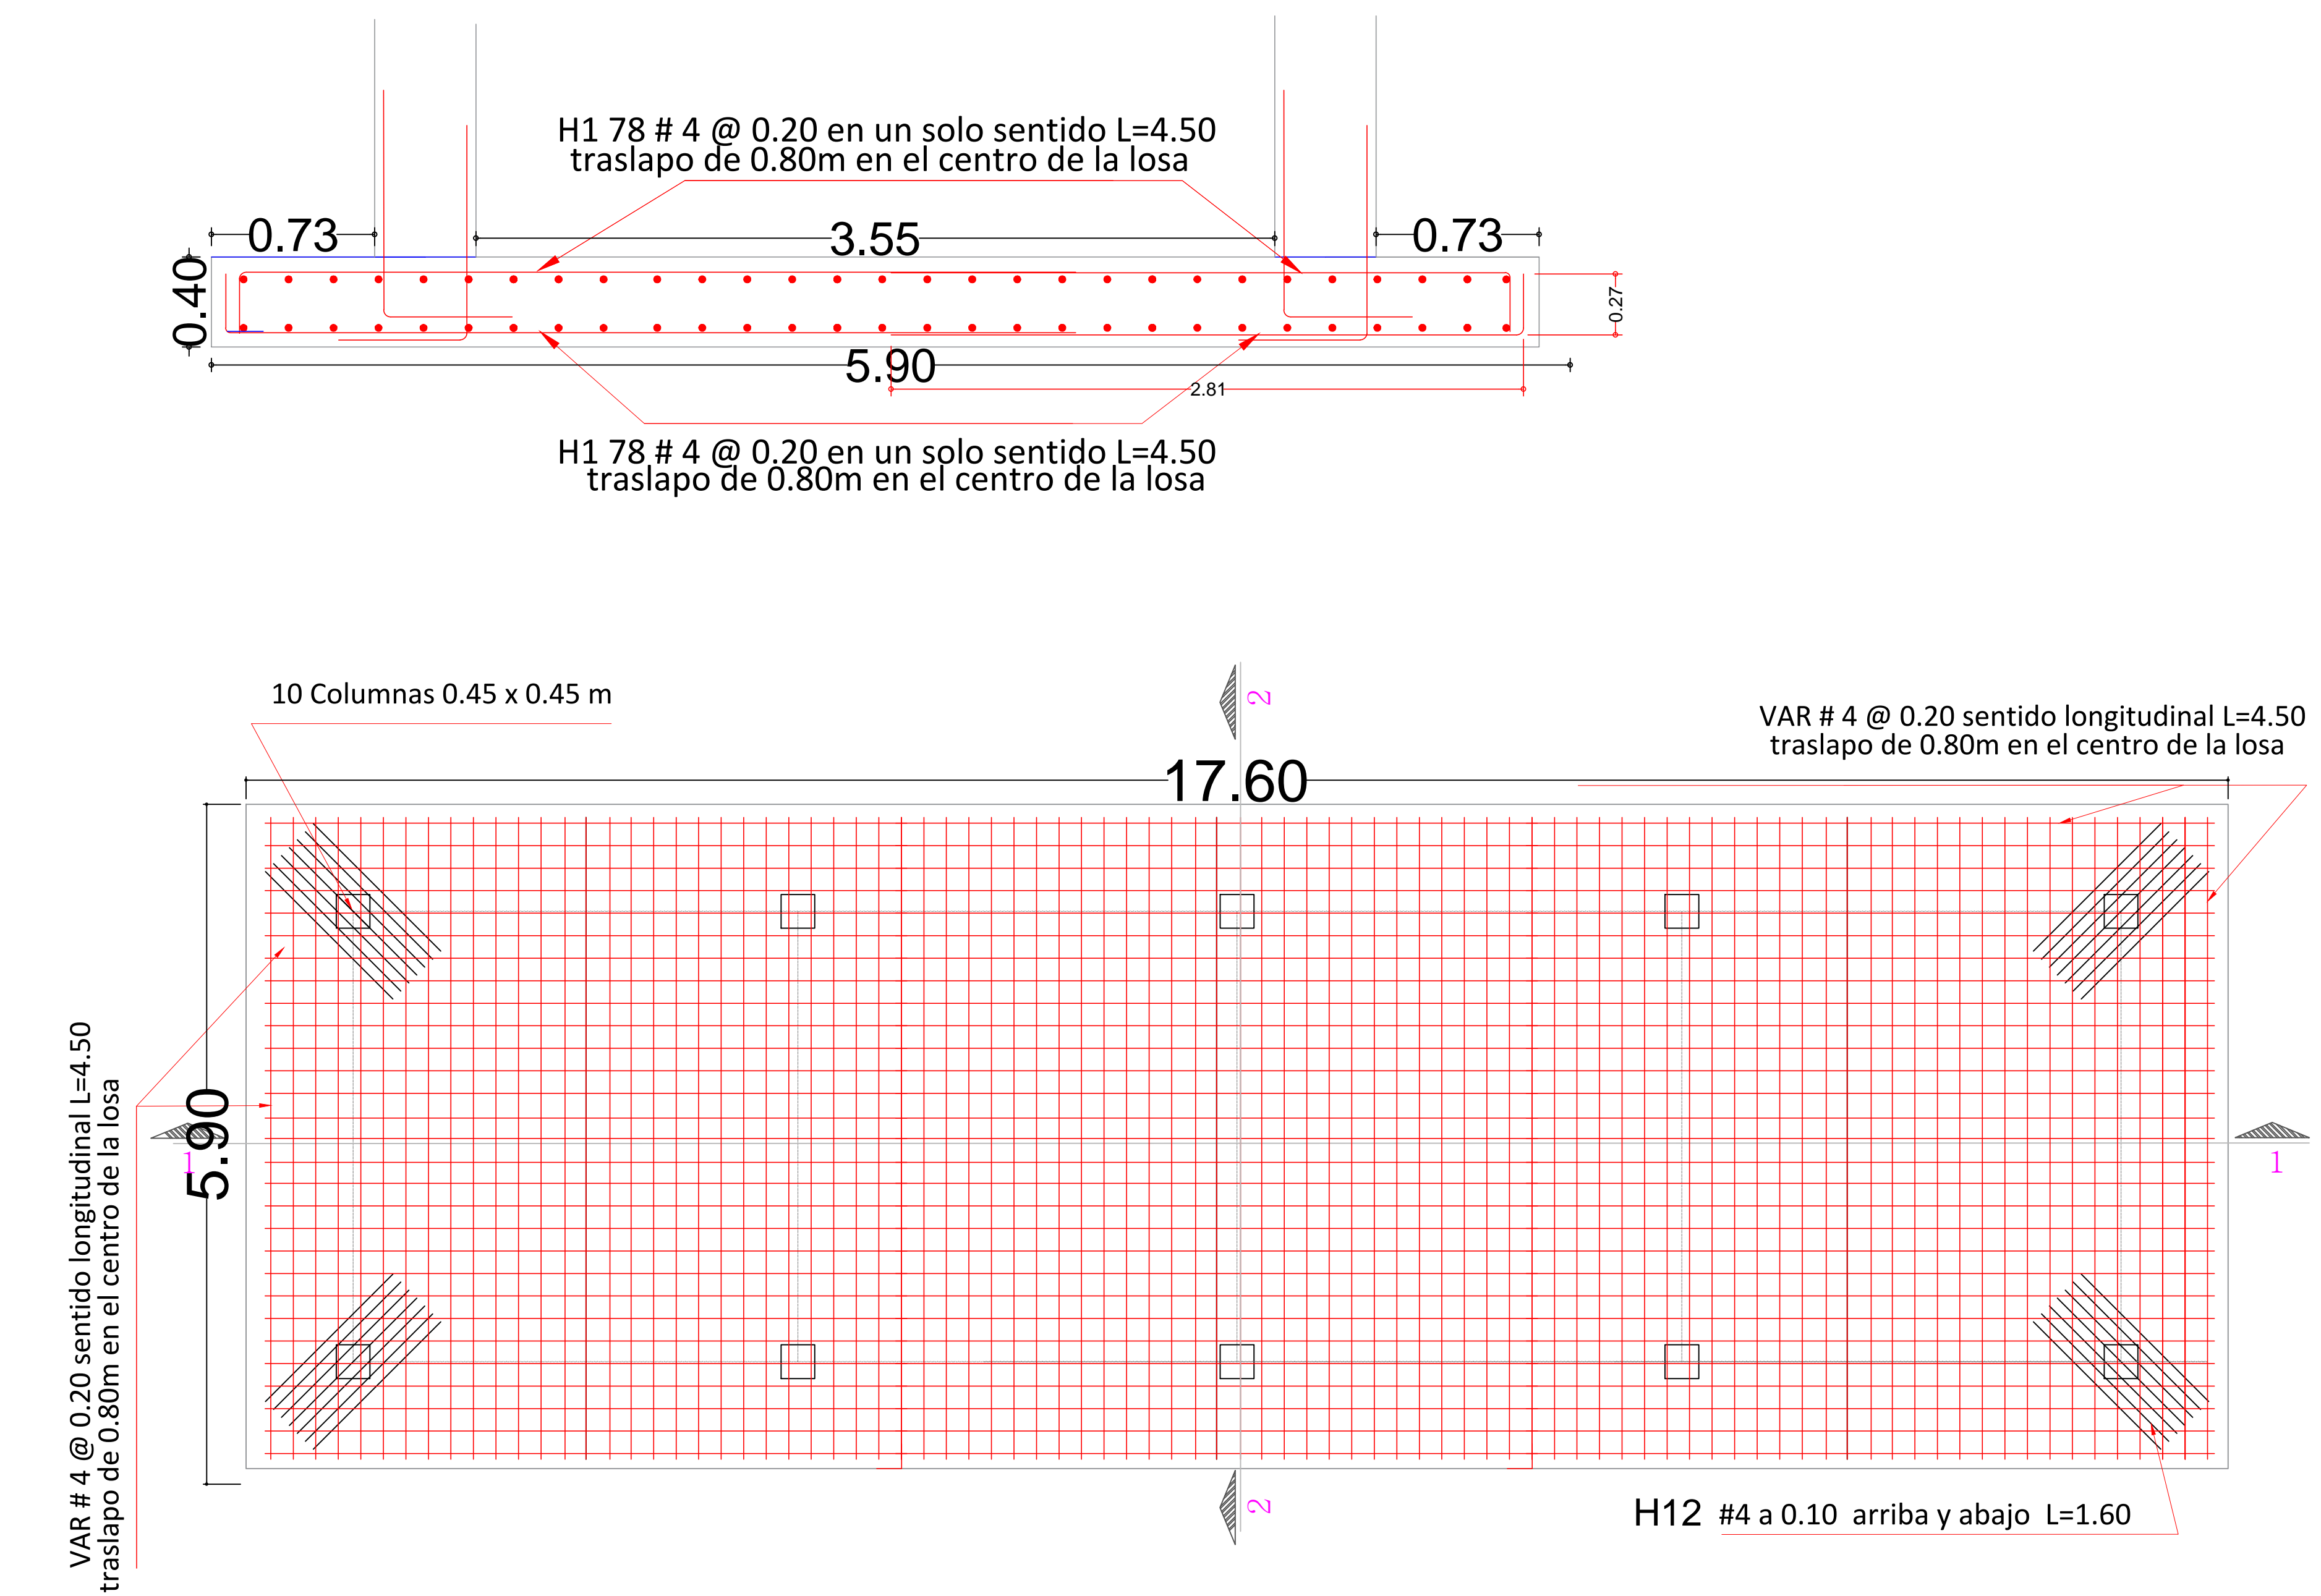 H1 78 # 4 @ 0.20 en un solo sentido L=4.50
traslapo de 0.80m en el centro de la losa
0.73
3.55
0.73
0.40
0.27
5.90
2.81
H1 78 # 4 @ 0.20 en un solo sentido L=4.50
traslapo de 0.80m en el centro de la losa
10 Columnas 0.45 x 0.45 m
2
VAR # 4 @ 0.20 sentido longitudinal L=4.50
traslapo de 0.80m en el centro de la losa
17.60
VAR # 4 @ 0.20 sentido longitudinal L=4.50
traslapo de 0.80m en el centro de la losa
5.90
1
1
2
H12 #4 a 0.10 arriba y abajo L=1.60